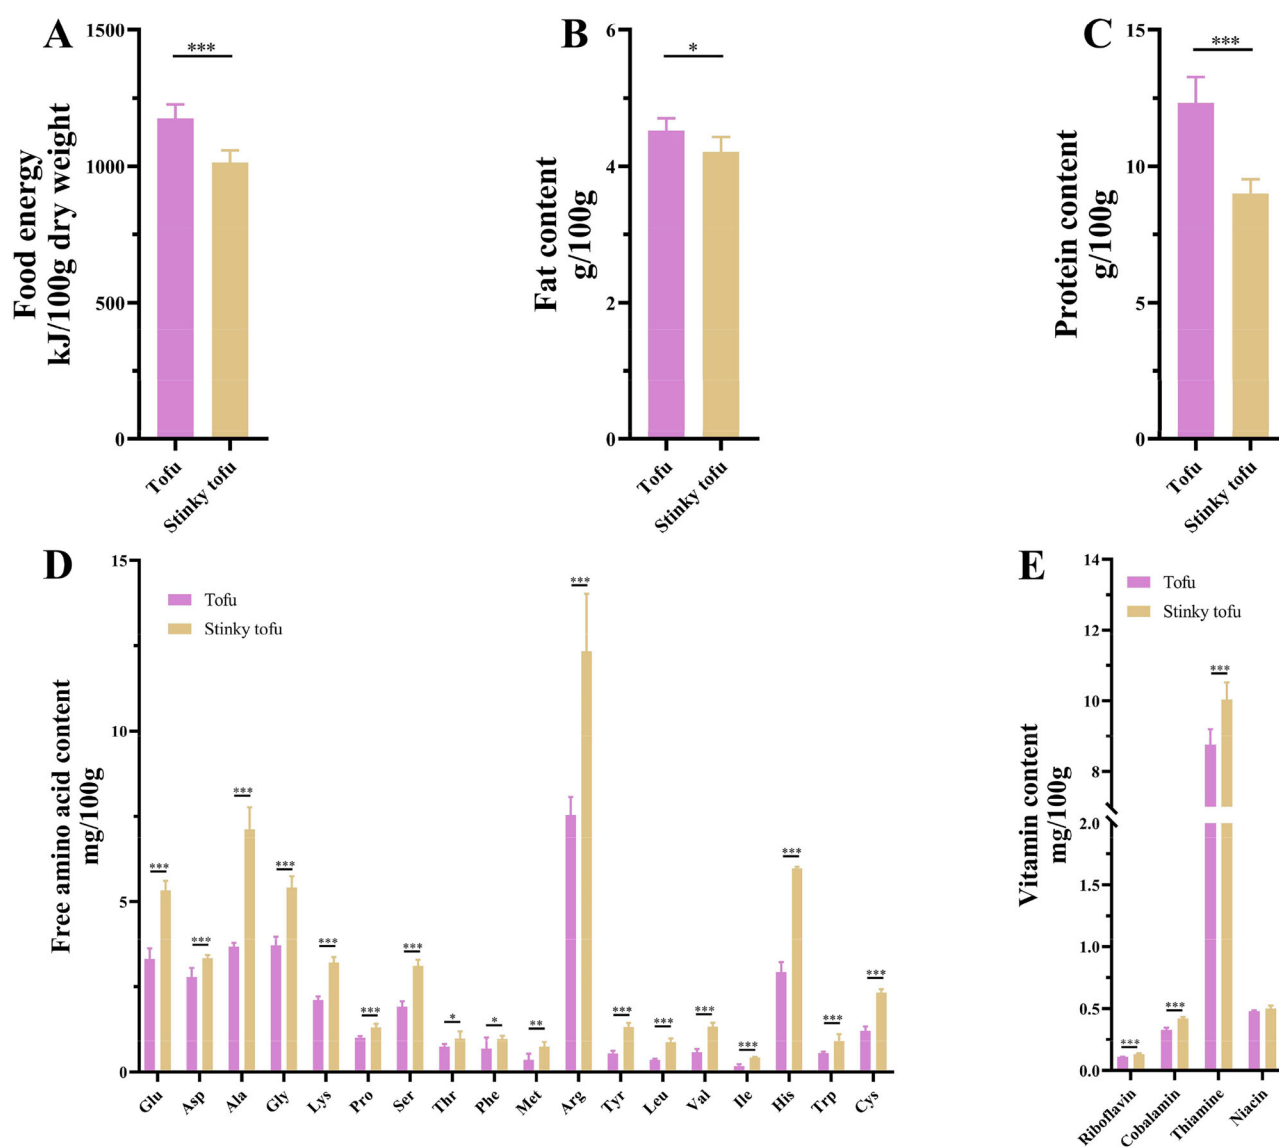 A
Food energy
kJ/100g dry weight
1500
1000
500
0
***
Tofu
Stinky tofu
B
Fat content
g/100g
6
4
2
0
*
Tofu
Stinky tofu
C
Protein content
g/100g
15
10
5
0
***
Tofu
Stinky tofu
D
Free amino acid content
mg/100g
15
10
5
0
Tofu
Stinky tofu
***
***
***
***
***
***
***
*
*
**
***
***
***
***
***
***
***
***
Glu
Asp
Ala
Gly
Lys
Pro
Ser
Thr
Phe
Met
Arg
Tyr
Leu
Val
Ile
His
Trp
Cys
E
Vitamin content
mg/100g
14
12
10
8
2.0
1.5
1.0
0.5
0.0
Tofu
Stinky tofu
***
***
***
Riboflavin
Cobalamin
Thiamine
Niacin